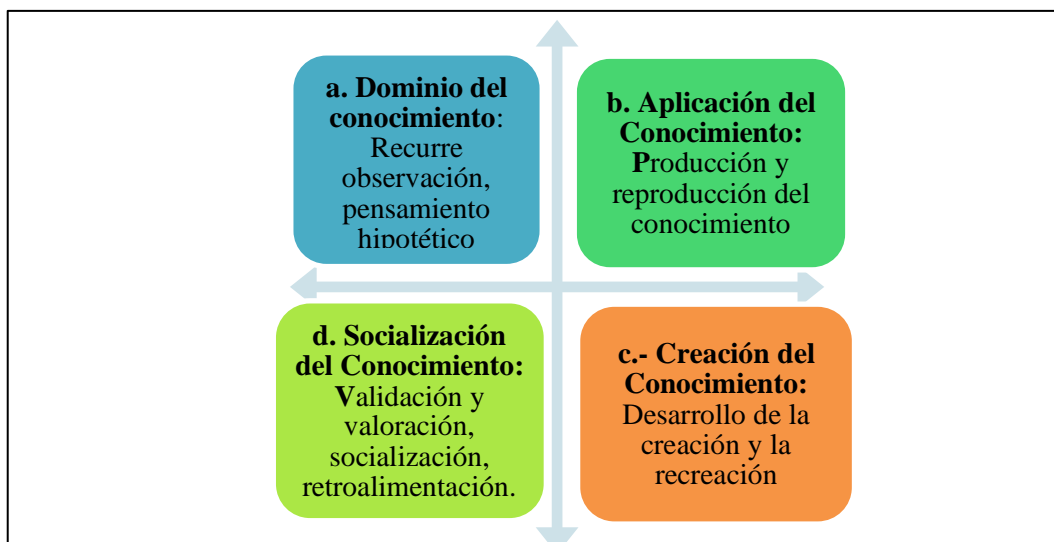 a. Dominio del
conocimiento:
Recurre
observación,
pensamiento
hipotético
b. Aplicación del
Conocimiento:
Producción y
reproducción del
conocimiento
d. Socialización
del Conocimiento:
Validación y
valoración,
socialización,
retroalimentación.
c.- Creación del
Conocimiento:
Desarrollo de la
creación y la
recreación